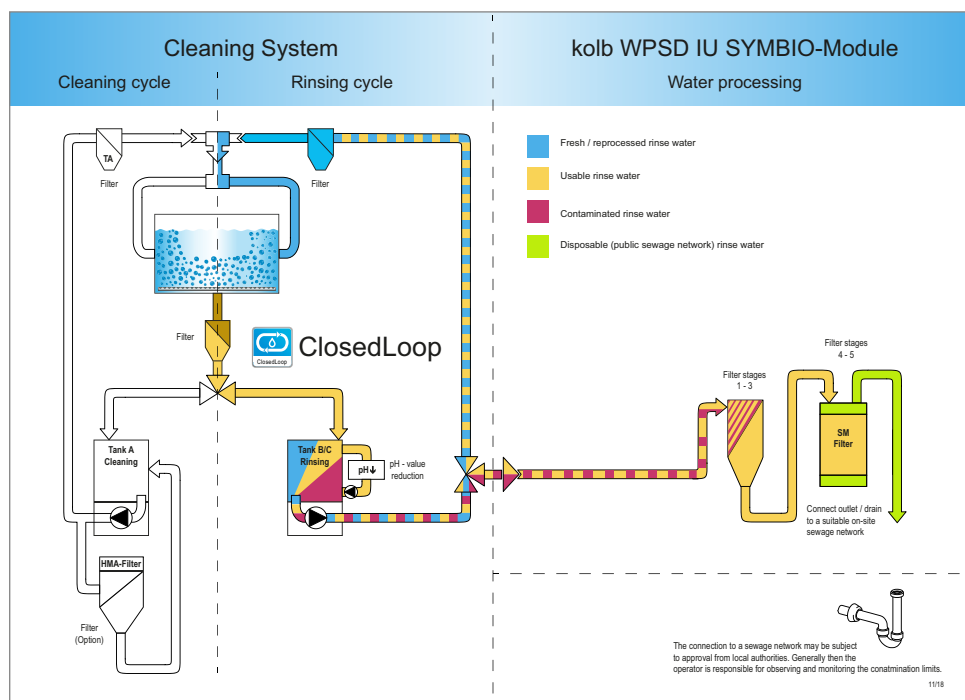 Cleaning System
kolb WPSD IU SYMBIO-Module
Cleaning cycle
Rinsing cycle
Water processing
TA
Filter
Filter
Fresh / reprocessed rinse water
Usable rinse water
Contaminated rinse water
Disposable (public sewage network) rinse water
Filter
ClosedLoop
ClosedLoop
Filter stages
1 - 3
Filter stages
4 - 5
Tank A
Cleaning
Tank B/C
Rinsing
pH
pH - value
reduction
SM
Filter
Connect outlet / drain
to a suitable on-site
sewage network
HMA-Filter
Filter
(Option)
The connection to a sewage network may be subject
to approval from local authorities. Generally then the
operator is responsible for observing and monitoring the conatmination limits.
11/18